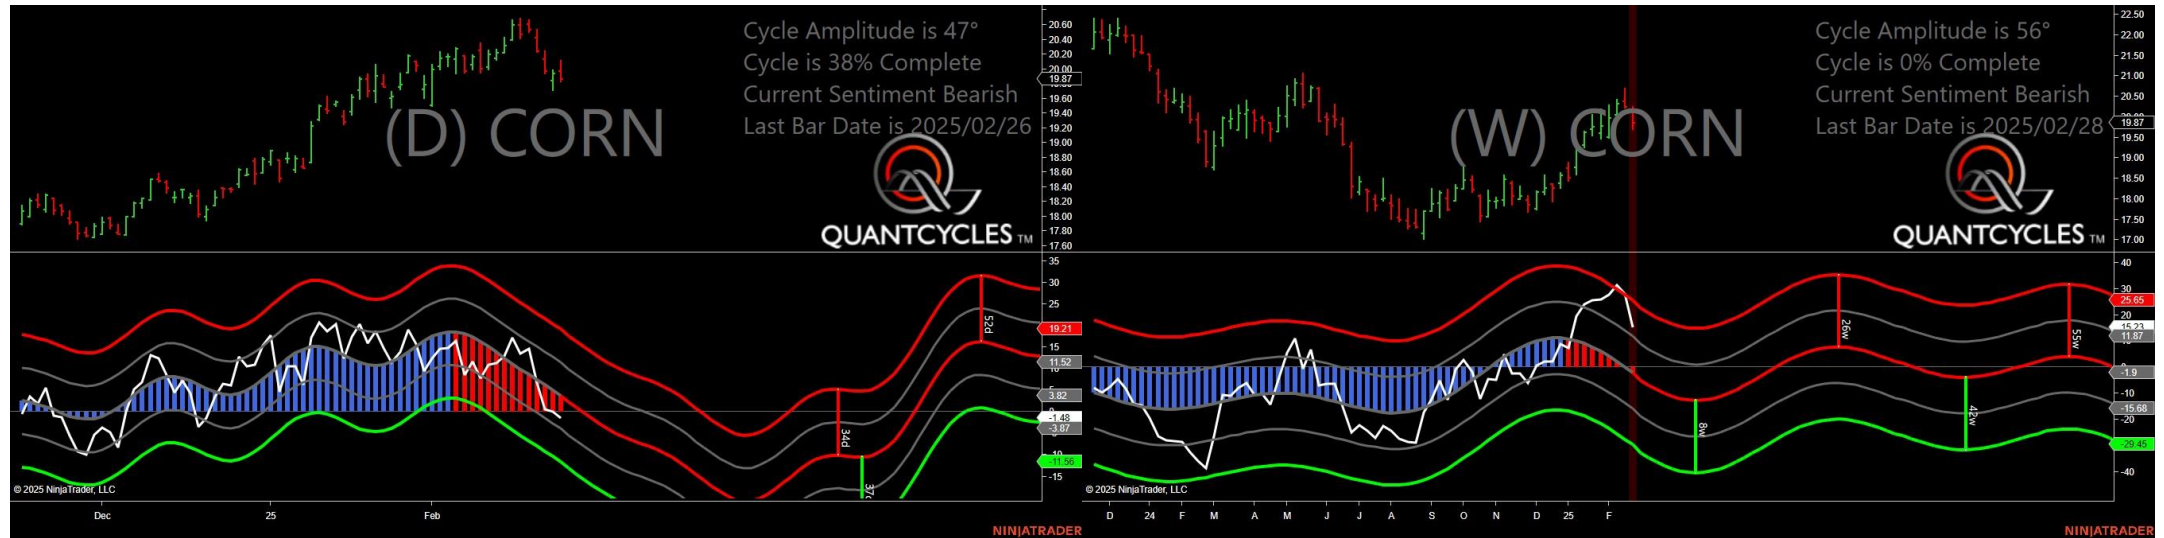 Cycle Amplitude is 47°
Cycle is 38% Complete
Current Sentiment Bearish
Last Bar Date is 2025/02/26
(D) CORN
QUANTCYCLES TM
20.60
20.40
20.20
20.00
19.87
19.60
19.40
19.20
19.00
18.80
18.60
18.40
18.20
18.00
17.80
17.60
35
30
25
19.21
15
11.52
3.82
-1.48
-3.87
-11.56
-15
52d
34d
© 2025 NinjaTrader, LLC
Dec
25
Feb
NINJATRADER
Cycle Amplitude is 56°
Cycle is 0% Complete
Current Sentiment Bearish
Last Bar Date is 2025/02/28
(W) CORN
QUANTCYCLES TM
22.50
22.00
21.50
21.00
20.50
19.87
19.50
19.00
18.50
18.00
17.50
17.00
40
30
25.65
20
15.23
11.87
0
-1.9
-10
-15.68
-20
-29.45
-40
26w
55w
8w
42w
© 2025 NinjaTrader, LLC
D
24
F
M
A
M
J
J
A
S
O
N
D
25
F
NINJATRADER